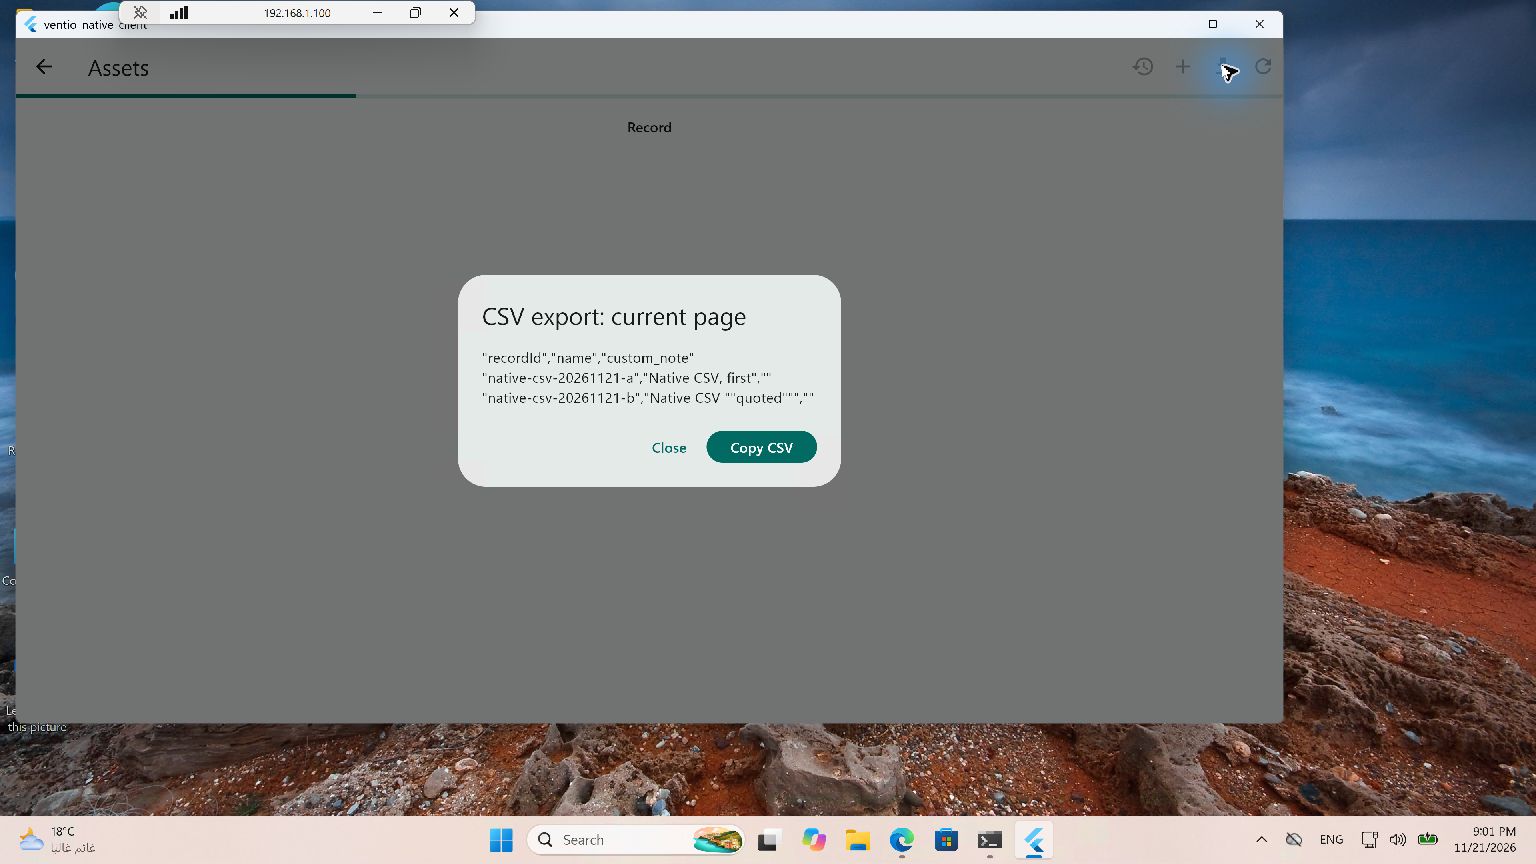 192.168.1.100
ventio native client
Assets
Record
CSV export: current page
"recordId","name","custom_note"
"native-csv-20261121-a","Native CSV, first",""
"native-csv-20261121-b","Native CSV ""quoted""",""
Close
Copy CSV
this picture
18°C
غائم غالبا
Search
ENG
9:01 PM
11/21/2026